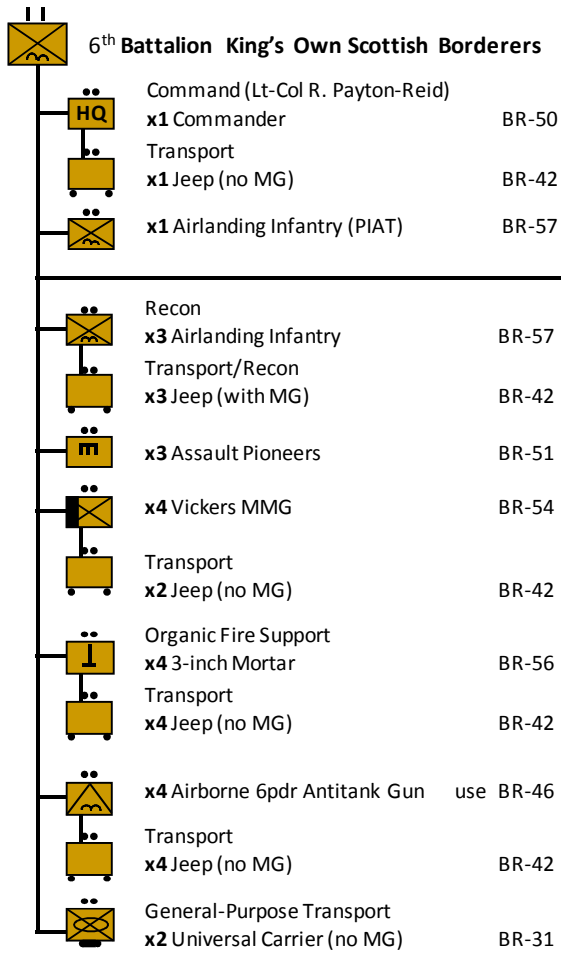 6th Battalion King's Own Scottish Borderers
Command (Lt-Col R. Payton-Reid)
HQ x1 Commander BR-50
Transport
x1 Jeep (no MG) BR-42
x1 Airlanding Infantry (PIAT) BR-57
Recon
x3 Airlanding Infantry BR-57
Transport/Recon
x3 Jeep (with MG) BR-42
x3 Assault Pioneers BR-51
x4 Vickers MMG BR-54
Transport
x2 Jeep (no MG) BR-42
Organic Fire Support
x4 3-inch Mortar BR-56
Transport
x4 Jeep (no MG) BR-42
x4 Airborne 6pdr Antitank Gun use BR-46
Transport
x4 Jeep (no MG) BR-42
General-Purpose Transport
x2 Universal Carrier (no MG) BR-31